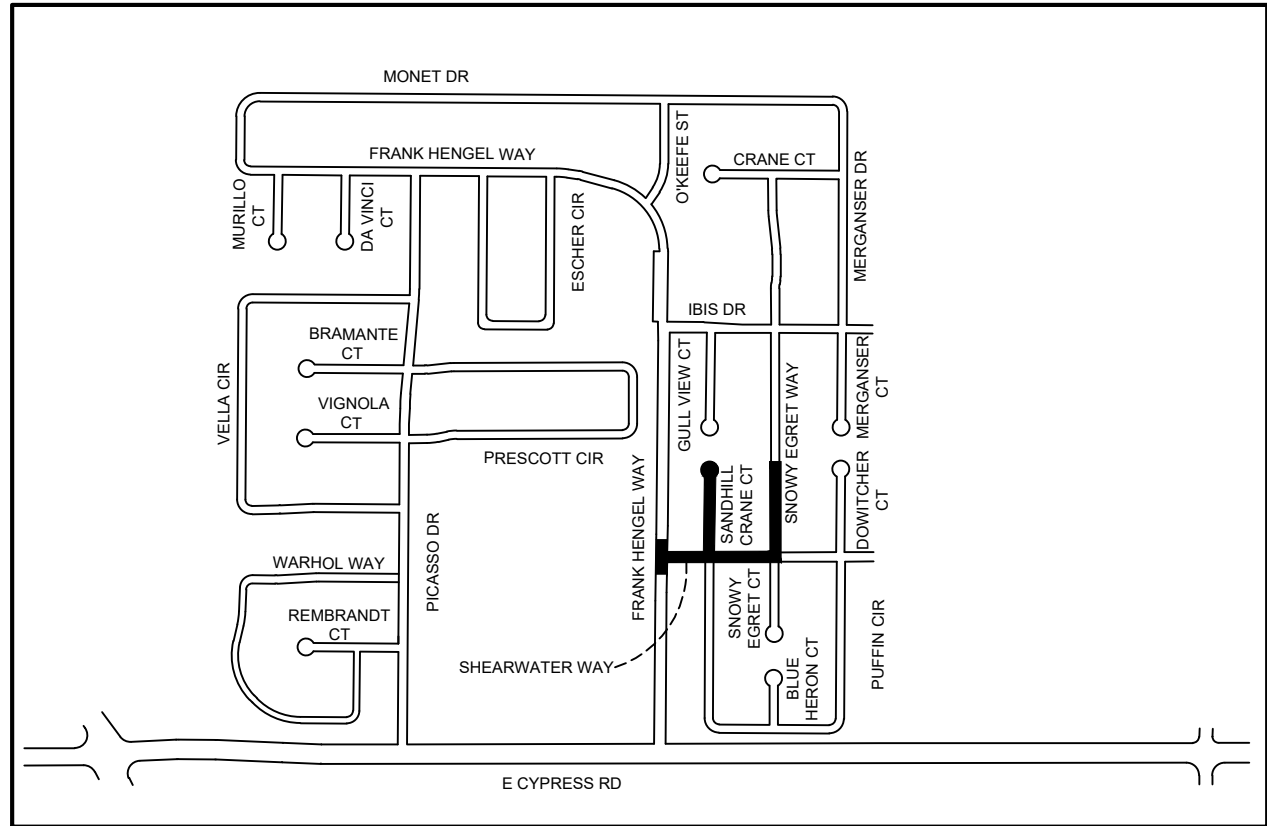 MONET DR
FRANK HENGEL WAY
O'KEEFE ST
CRANE CT
MERGANSER DR
MURILLO
CT
DA VINCI
CT
ESCHER CIR
IBIS DR
BRAMANTE
CT
VELLA CIR
VIGNOLA
CT
PRESCOTT CIR
GULL VIEW CT
SNOWY EGRET WAY
MERGANSER
CT
SANDHILL
CRANE CT
DOWITCHER
CT
FRANK HENGEL WAY
PICASSO DR
WARHOL WAY
REMBRANDT
CT
SNOWY
EGRET CT
SHEARWATER WAY
BLUE
HERON CT
PUFFIN CIR
E CYPRESS RD